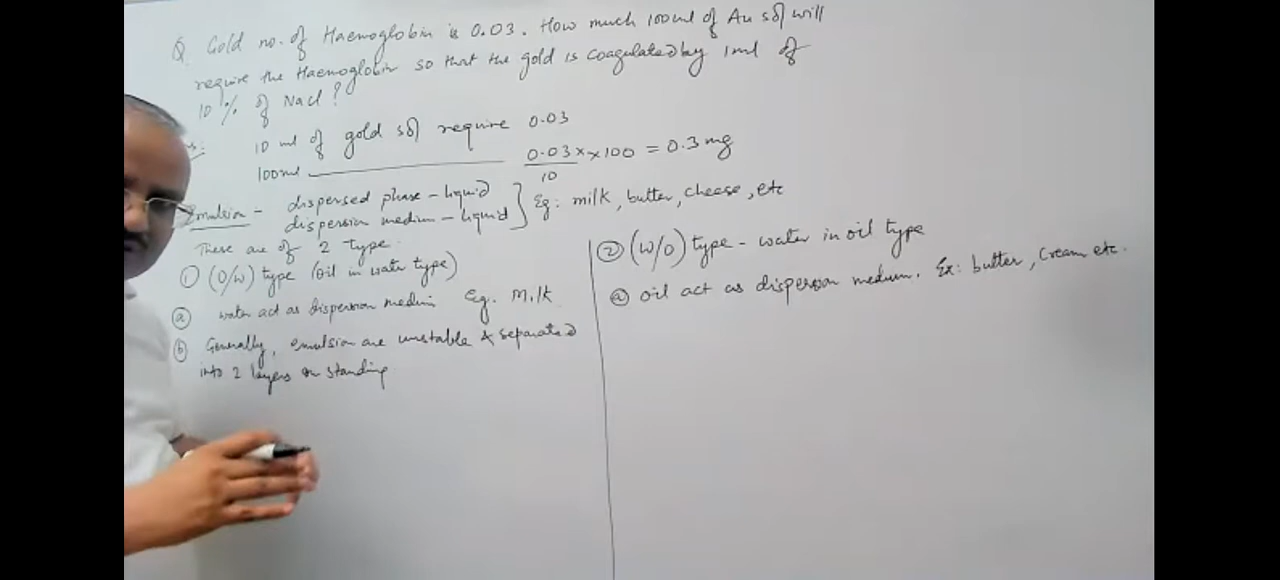 Q. Gold no. of Haemoglobin is 0.03. How much 100ml of Au sol will
require the Haemoglobin so that the gold is coagulated by 1ml of
10% of Nacl?
10 ml of gold sol require 0.03
100ml 0.03 x x 100 = 0.3 mg
10
Emulsion - dispersed phase - liquid
dispersion medium - liquid
Eg: milk, butter, cheese, etc
These are of 2 type
① (O/W) type (oil in water type)
ⓐ water act as dispersion medium Eg. Milk
ⓑ Generally, emulsion are unstable & separated
into 2 layers on standing
② (W/O) type - water in oil type
ⓐ oil act as dispersion medium. Ex: butter, cream etc.